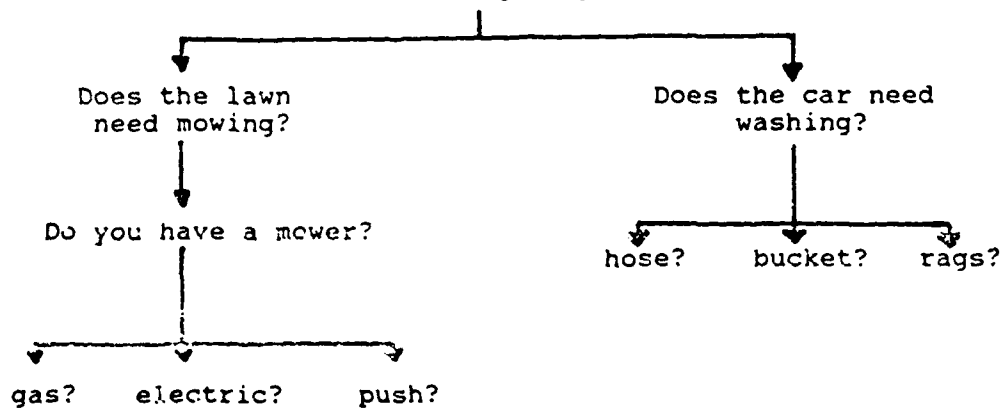 Does the lawn
need mowing?
Does the car need
washing?
Do you have a mower?
hose? bucket? rags?
gas? electric? push?